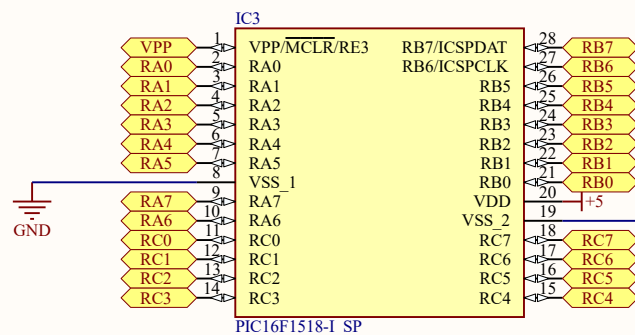 IC3
VPP 1 VPP/MCLR/RE3 RB7/ICSPDAT 28 RB7
RA0 2 RA0 RB6/ICSPCLK 27 RB6
RA1 3 RA1 RB5 26 RB5
RA2 4 RA2 RB4 25 RB4
RA3 5 RA3 RB3 24 RB3
RA4 6 RA4 RB2 23 RB2
RA5 7 RA5 RB1 22 RB1
8 VSS_1 RB0 21 RB0
RA7 9 RA7 VDD 20 +5
RA6 10 RA6 VSS_2 19
RC0 11 RC0 RC7 18 RC7
RC1 12 RC1 RC6 17 RC6
RC2 13 RC2 RC5 16 RC5
RC3 14 RC3 RC4 15 RC4
GND
PIC16F1518-I_SP